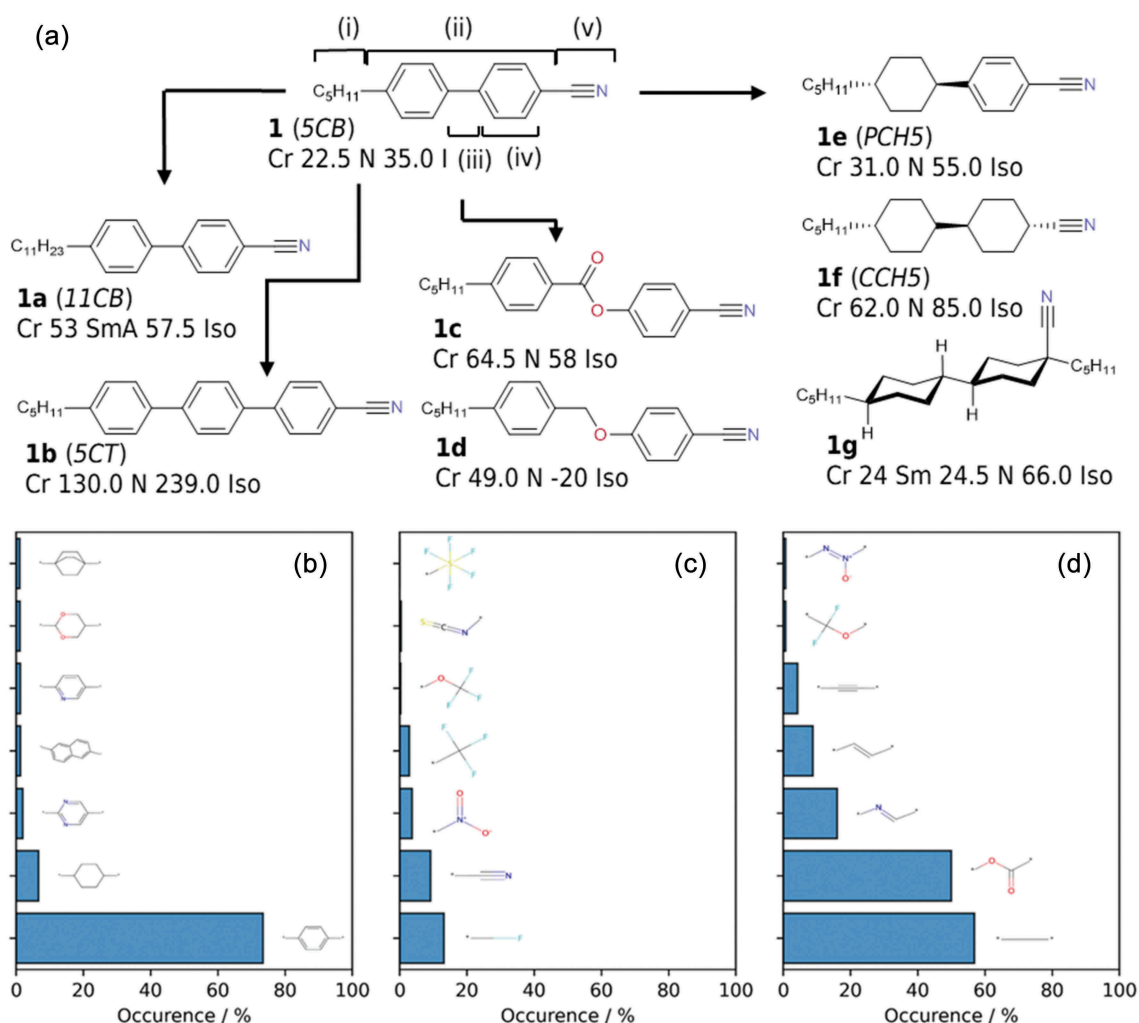 (a)
(i) (ii) (v)
C5H11 N
1 (5CB) (iii) (iv)
Cr 22.5 N 35.0 I
C5H11 N
1e (PCH5)
Cr 31.0 N 55.0 Iso
C11H23 N
1a (11CB)
Cr 53 SmA 57.5 Iso
C5H11 O O N
1c
Cr 64.5 N 58 Iso
C5H11 N
1f (CCH5)
Cr 62.0 N 85.0 Iso
C5H11 N
1b (5CT)
Cr 130.0 N 239.0 Iso
C5H11 O N
1d
Cr 49.0 N -20 Iso
N
H
C5H11
C5H11
H
H
1g
Cr 24 Sm 24.5 N 66.0 Iso
(b)
O
O
N
N
N
0 20 40 60 80 100
Occurence / %
(c)
F F F S F F
S C N
O F F F
F F F
O N+ O-
N
F
0 20 40 60 80 100
Occurence / %
(d)
N N+ O-
F F O
N
O O
0 20 40 60 80 100
Occurence / %